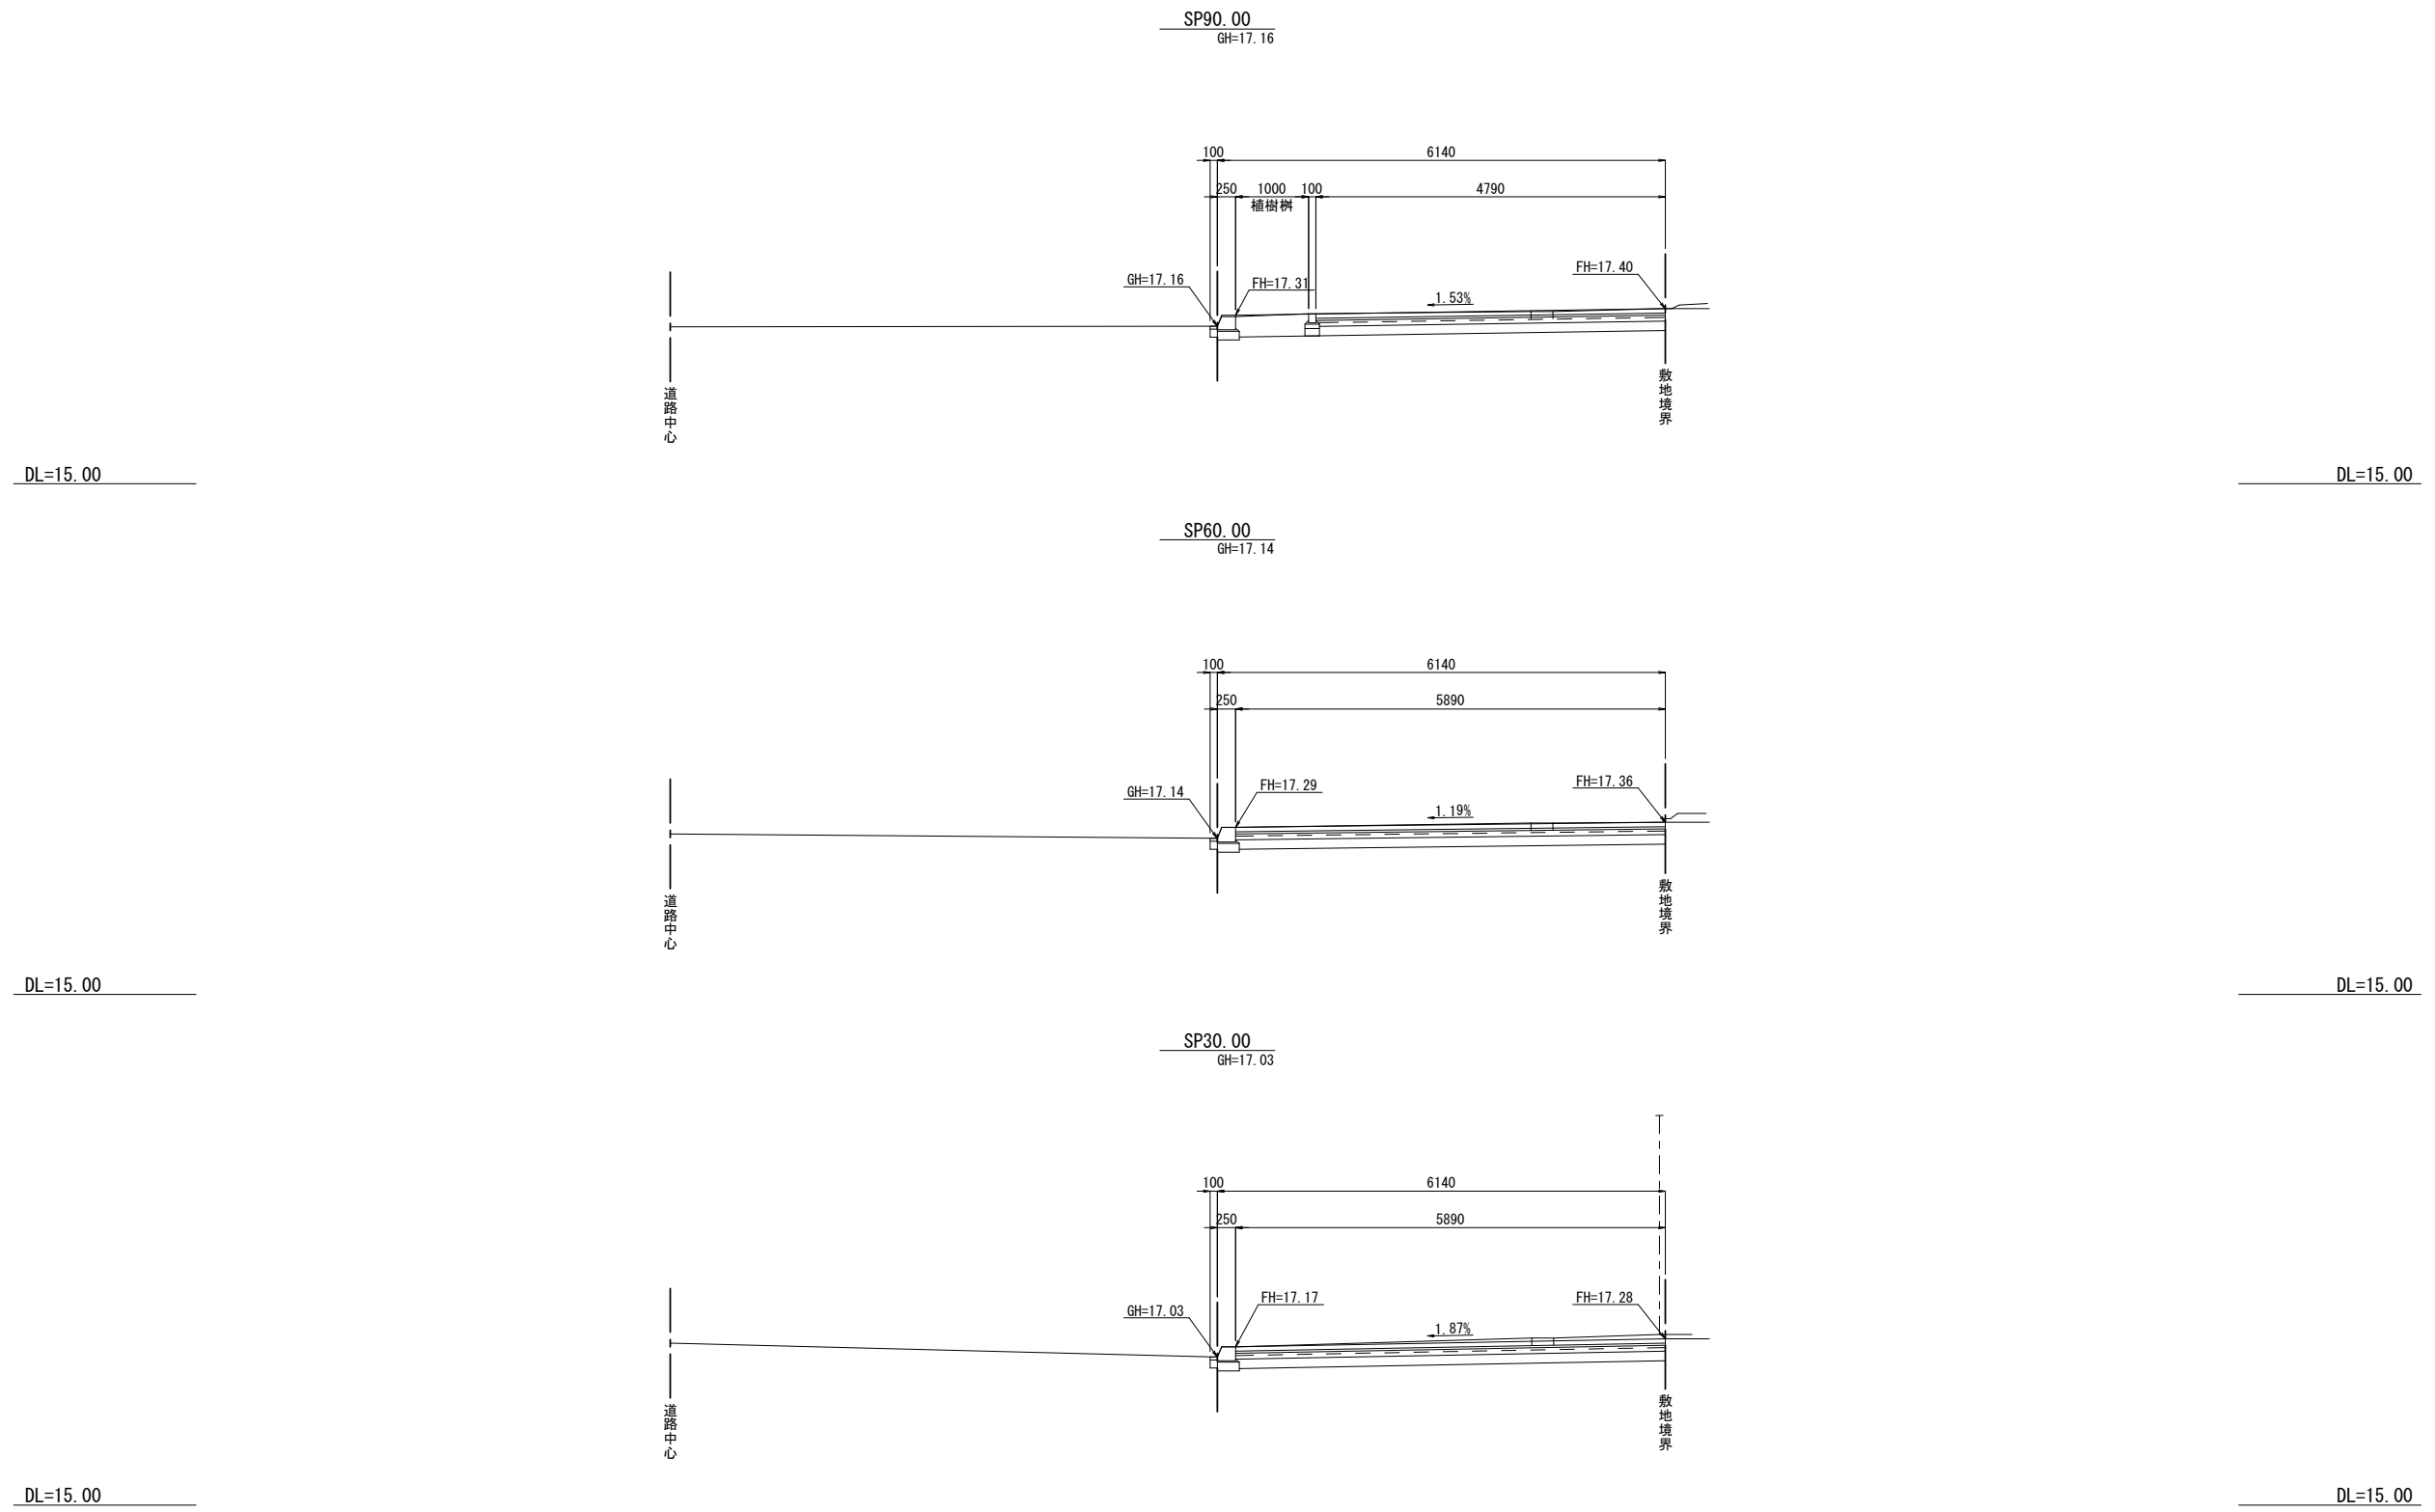 SP90.00
GH=17.16
100
6140
250
1000
100
4790
植樹桝
GH=17.16
FH=17.31
1.53%
FH=17.40
道路中心
敷地境界
DL=15.00
DL=15.00
SP60.00
GH=17.14
100
6140
250
5890
GH=17.14
FH=17.29
1.19%
FH=17.36
道路中心
敷地境界
DL=15.00
DL=15.00
SP30.00
GH=17.03
100
6140
250
5890
GH=17.03
FH=17.17
1.87%
FH=17.28
道路中心
敷地境界
DL=15.00
DL=15.00